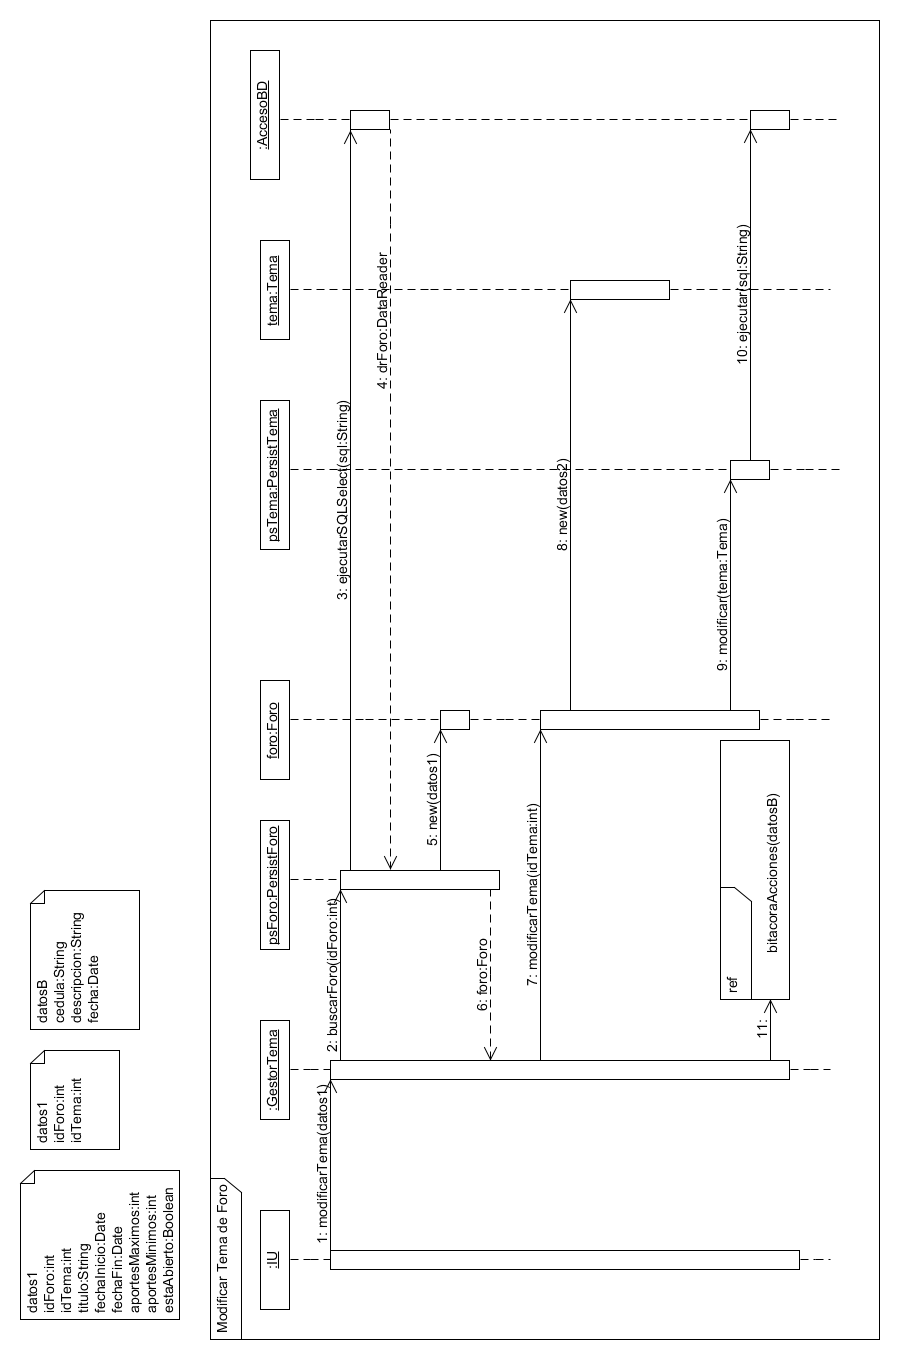 datos1
idForo:int
idTema:int
titulo:String
fechaInicio:Date
fechaFin:Date
aportesMaximos:int
aportesMinimos:int
estaAbierto:Boolean
datos1
idForo:int
idTema:int
datosB
cedula:String
descripcion:String
fecha:Date
Modificar Tema de Foro
:IU
:GestorTema
psForo:PersistForo
foro:Foro
psTema:PersistTema
tema:Tema
:AccesoBD
1: modificarTema(datos1)
2: buscarForo(idForo:int)
3: ejecutarSQLSelect(sql:String)
4: drForo:DataReader
5: new(datos1)
6: foro:Foro
7: modificarTema(idTema:int)
8: new(datos2)
9: modificar(tema:Tema)
10: ejecutar(sql:String)
11:
ref
bitacoraAcciones(datosB)